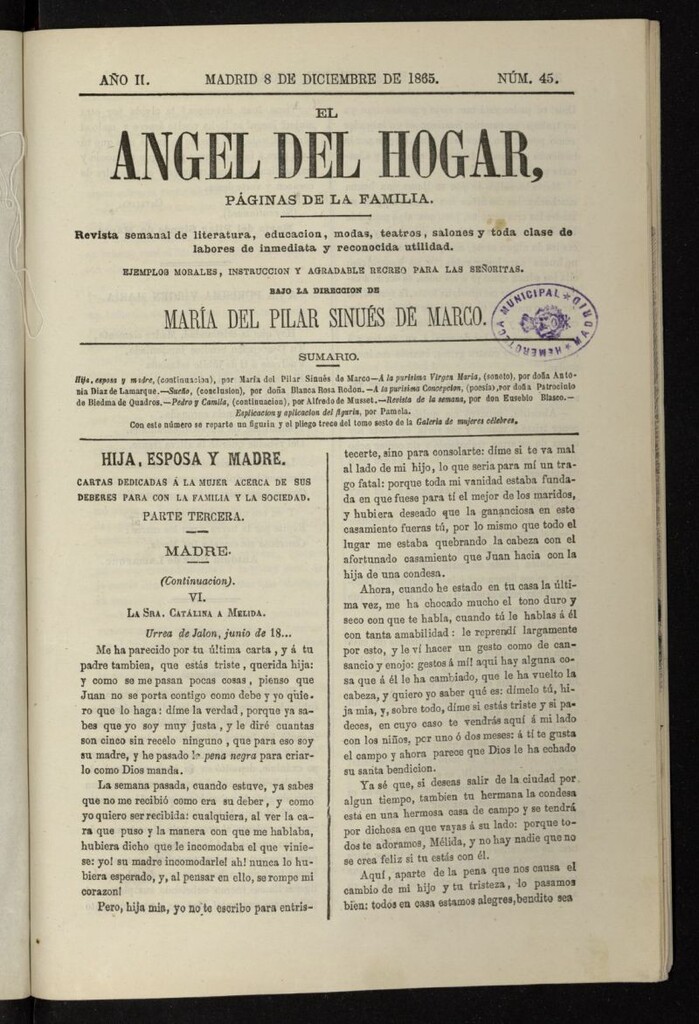 AÑO II. MADRID 8 DE DICIEMBRE DE 1865. NÚM. 45.
EL
ANGEL DEL HOGAR,
PÁGINAS DE LA FAMILIA.
Revista semanal de literatura, educacion, modas, teatros, salones y toda clase de
labores de inmediata y reconocida utilidad.
EJEMPLOS MORALES, INSTRUCCION Y AGRADABLE RECREO PARA LAS SEÑORITAS.
BAJO LA DIRECCION DE
MARÍA DEL PILAR SINUÉS DE MARCO.
HEMEROTECA MUNICIPAL MADRID
SUMARIO.
Hija, esposa y madre, (continuacion), por María del Pilar Sinués de Marco—A la purísima Vírgen María, (soneto), por doña Anto-
nia Diaz de Lamarque.—Sueño, (conclusion), por doña Blanca Rosa Rodon.—A la purísima Concepcion, (poesía), por doña Patrocinio
de Biedma de Quadros.—Pedro y Camila, (continuacion), por Alfredo de Musset.—Revista de la semana, por don Eusebio Blasco.—
Esplicacion y aplicacion del figurin, por Pamela.
Con este número se reparte un figurin y el pliego trece del tomo sesto de la Galería de mujeres célebres.
HIJA, ESPOSA Y MADRE.
CARTAS DEDICADAS Á LA MUJER ACERCA DE SUS
DEBERES PARA CON LA FAMILIA Y LA SOCIEDAD.
PARTE TERCERA.
MADRE.
(Continuacion).
VI.
LA SRA. CATALINA A MELIDA.
Urrea de Jalon, junio de 18...
Me ha parecido por tu última carta, y á tu
padre tambien, que estás triste, querida hija:
y como se me pasan pocas cosas, pienso que
Juan no se porta contigo como debe y yo quie-
ro que lo haga: díme la verdad, porque ya sa-
bes que yo soy muy justa, y le diré cuantas
son cinco sin recelo ninguno, que para eso soy
su madre, y he pasado la pena negra para criar-
lo como Dios manda.
La semana pasada, cuando estuve, ya sabes
que no me recibió como era su deber, y como
yo quiero ser recibida: cualquiera, al ver la ca-
ra que puso y la manera con que me hablaba,
hubiera dicho que le incomodaba el que vinie-
se: yo! su madre incomodarle! ah! nunca lo hu-
biera esperado, y, al pensar en ello, se rompe mi
corazon!
Pero, hija mia, yo no te escribo para entris-
tecerte, sino para consolarte: díme si te va mal
al lado de mi hijo, lo que seria para mí un tra-
go fatal: porque toda mi vanidad estaba funda-
da en que fuese para tí el mejor de los maridos,
y hubiera deseado que la gananciosa en este
casamiento fueras tú, por lo mismo que todo el
lugar me estaba quebrando la cabeza con el
afortunado casamiento que Juan hacia con la
hija de una condesa.
Ahora, cuando he estado en tu casa la últi-
ma vez, me ha chocado mucho el tono duro y
seco con que te habla, cuando tú le hablas á él
con tanta amabilidad: le reprendí largamente
por esto, y le ví hacer un gesto como de can-
sancio y enojo: gestos á mí! aquí hay alguna co-
sa que á él le ha cambiado, que le ha vuelto la
cabeza, y quiero yo saber qué es: dímelo tú, hi-
ja mia, y, sobre todo, díme si estás triste y si pa-
deces, en cuyo caso te vendrás aquí á mi lado
con los niños, por uno ó dos meses: á tí te gusta
el campo y ahora parece que Dios le ha echado
su santa bendicion.
Ya sé que, si deseas salir de la ciudad por
algun tiempo, tambien tu hermana la condesa
está en una hermosa casa de campo y se tendrá
por dichosa en que vayas á su lado: porque to-
dos te adoramos, Mélida, y no hay nadie que no
se crea feliz si tu estás con él.
Aquí, aparte de la pena que nos causa el
cambio de mi hijo y tu tristeza, lo pasamos
bien: todos en casa estamos alegres, bendito sea